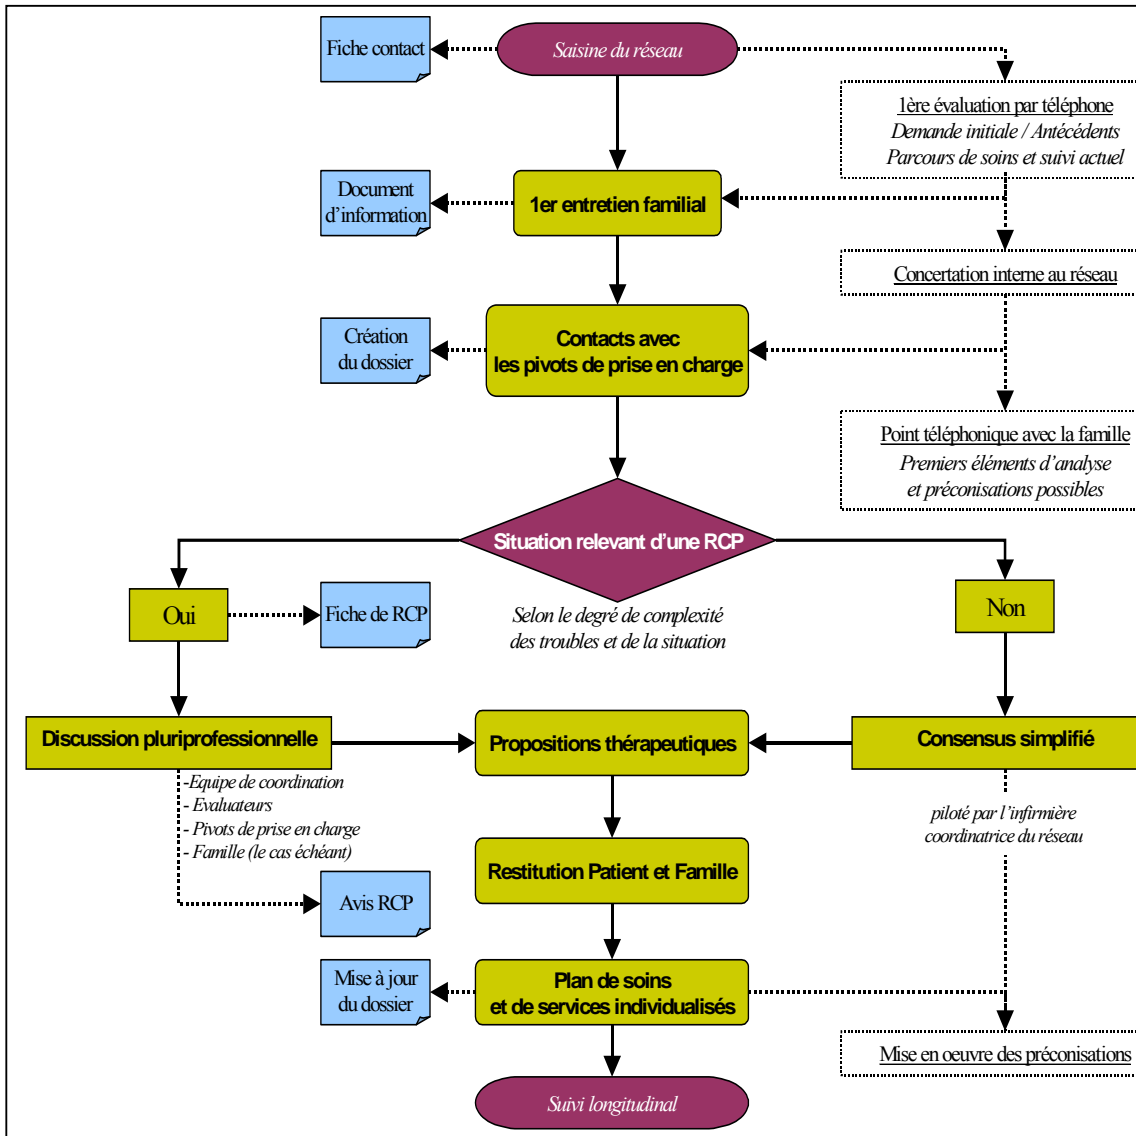 Fiche contact
Saisine du réseau
1ère évaluation par téléphone
Demande initiale / Antécédents
Parcours de soins et suivi actuel
Document
d'information
1er entretien familial
Concertation interne au réseau
Création
du dossier
Contacts avec
les pivots de prise en charge
Point téléphonique avec la famille
Premiers éléments d'analyse
et préconisations possibles
Situation relevant d'une RCP
Oui
Fiche de RCP
Selon le degré de complexité
des troubles et de la situation
Non
Discussion pluriprofessionnelle
Propositions thérapeutiques
Consensus simplifié
-Equipe de coordination
- Evaluateurs
- Pivots de prise en charge
- Famille (le cas échéant)
piloté par l'infirmière
coordinatrice du réseau
Restitution Patient et Famille
Avis RCP
Mise à jour
du dossier
Plan de soins
et de services individualisés
Mise en oeuvre des préconisations
Suivi longitudinal